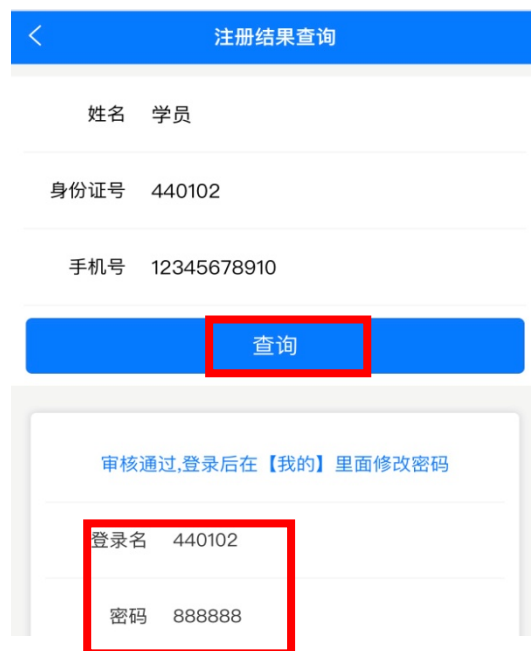 注册结果查询
姓名 学员
身份证号 440102
手机号 12345678910
查询
审核通过,登录后在【我的】里面修改密码
登录名 440102
密码 888888